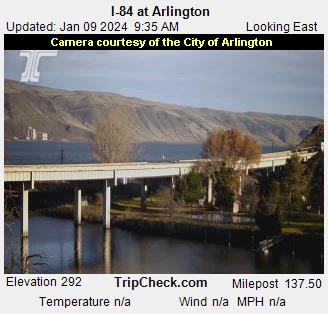 I-84 at Arlington
Updated: Jan 09 2024 9:35 AM Looking East
Camera courtesy of the City of Arlington
Elevation 292 TripCheck.com Milepost 137.50
Temperature n/a Wind n/a MPH n/a